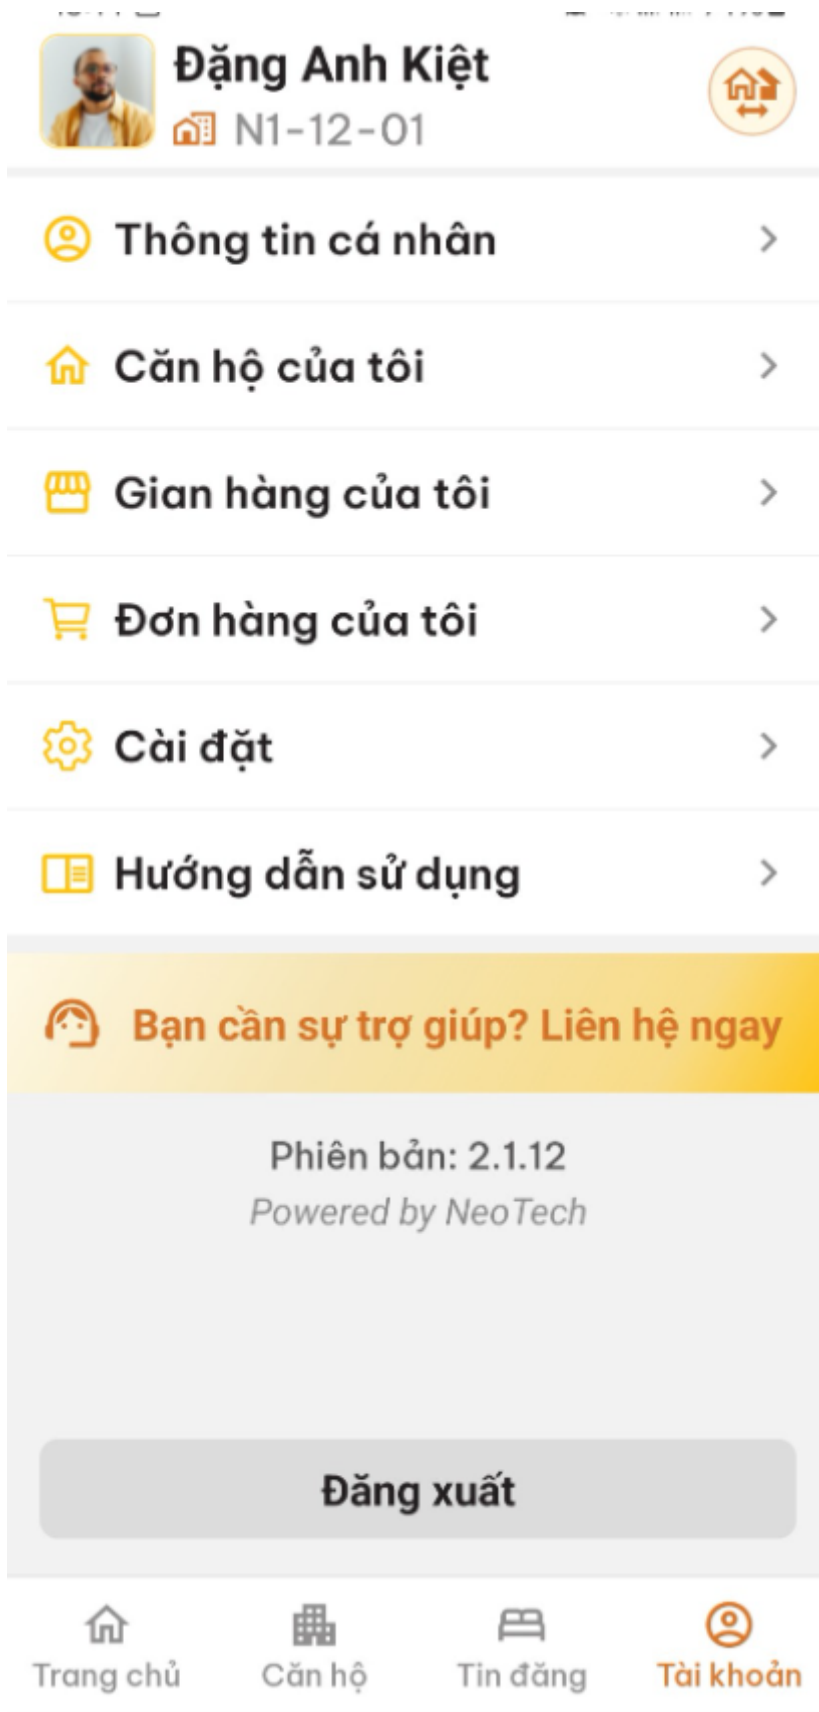 Đặng Anh Kiệt
N1-12-01
Thông tin cá nhân
Căn hộ của tôi
Gian hàng của tôi
Đơn hàng của tôi
Cài đặt
Hướng dẫn sử dụng
Bạn cần sự trợ giúp? Liên hệ ngay
Phiên bản: 2.1.12
Powered by NeoTech
Đăng xuất
Trang chủ
Căn hộ
Tin đăng
Tài khoản